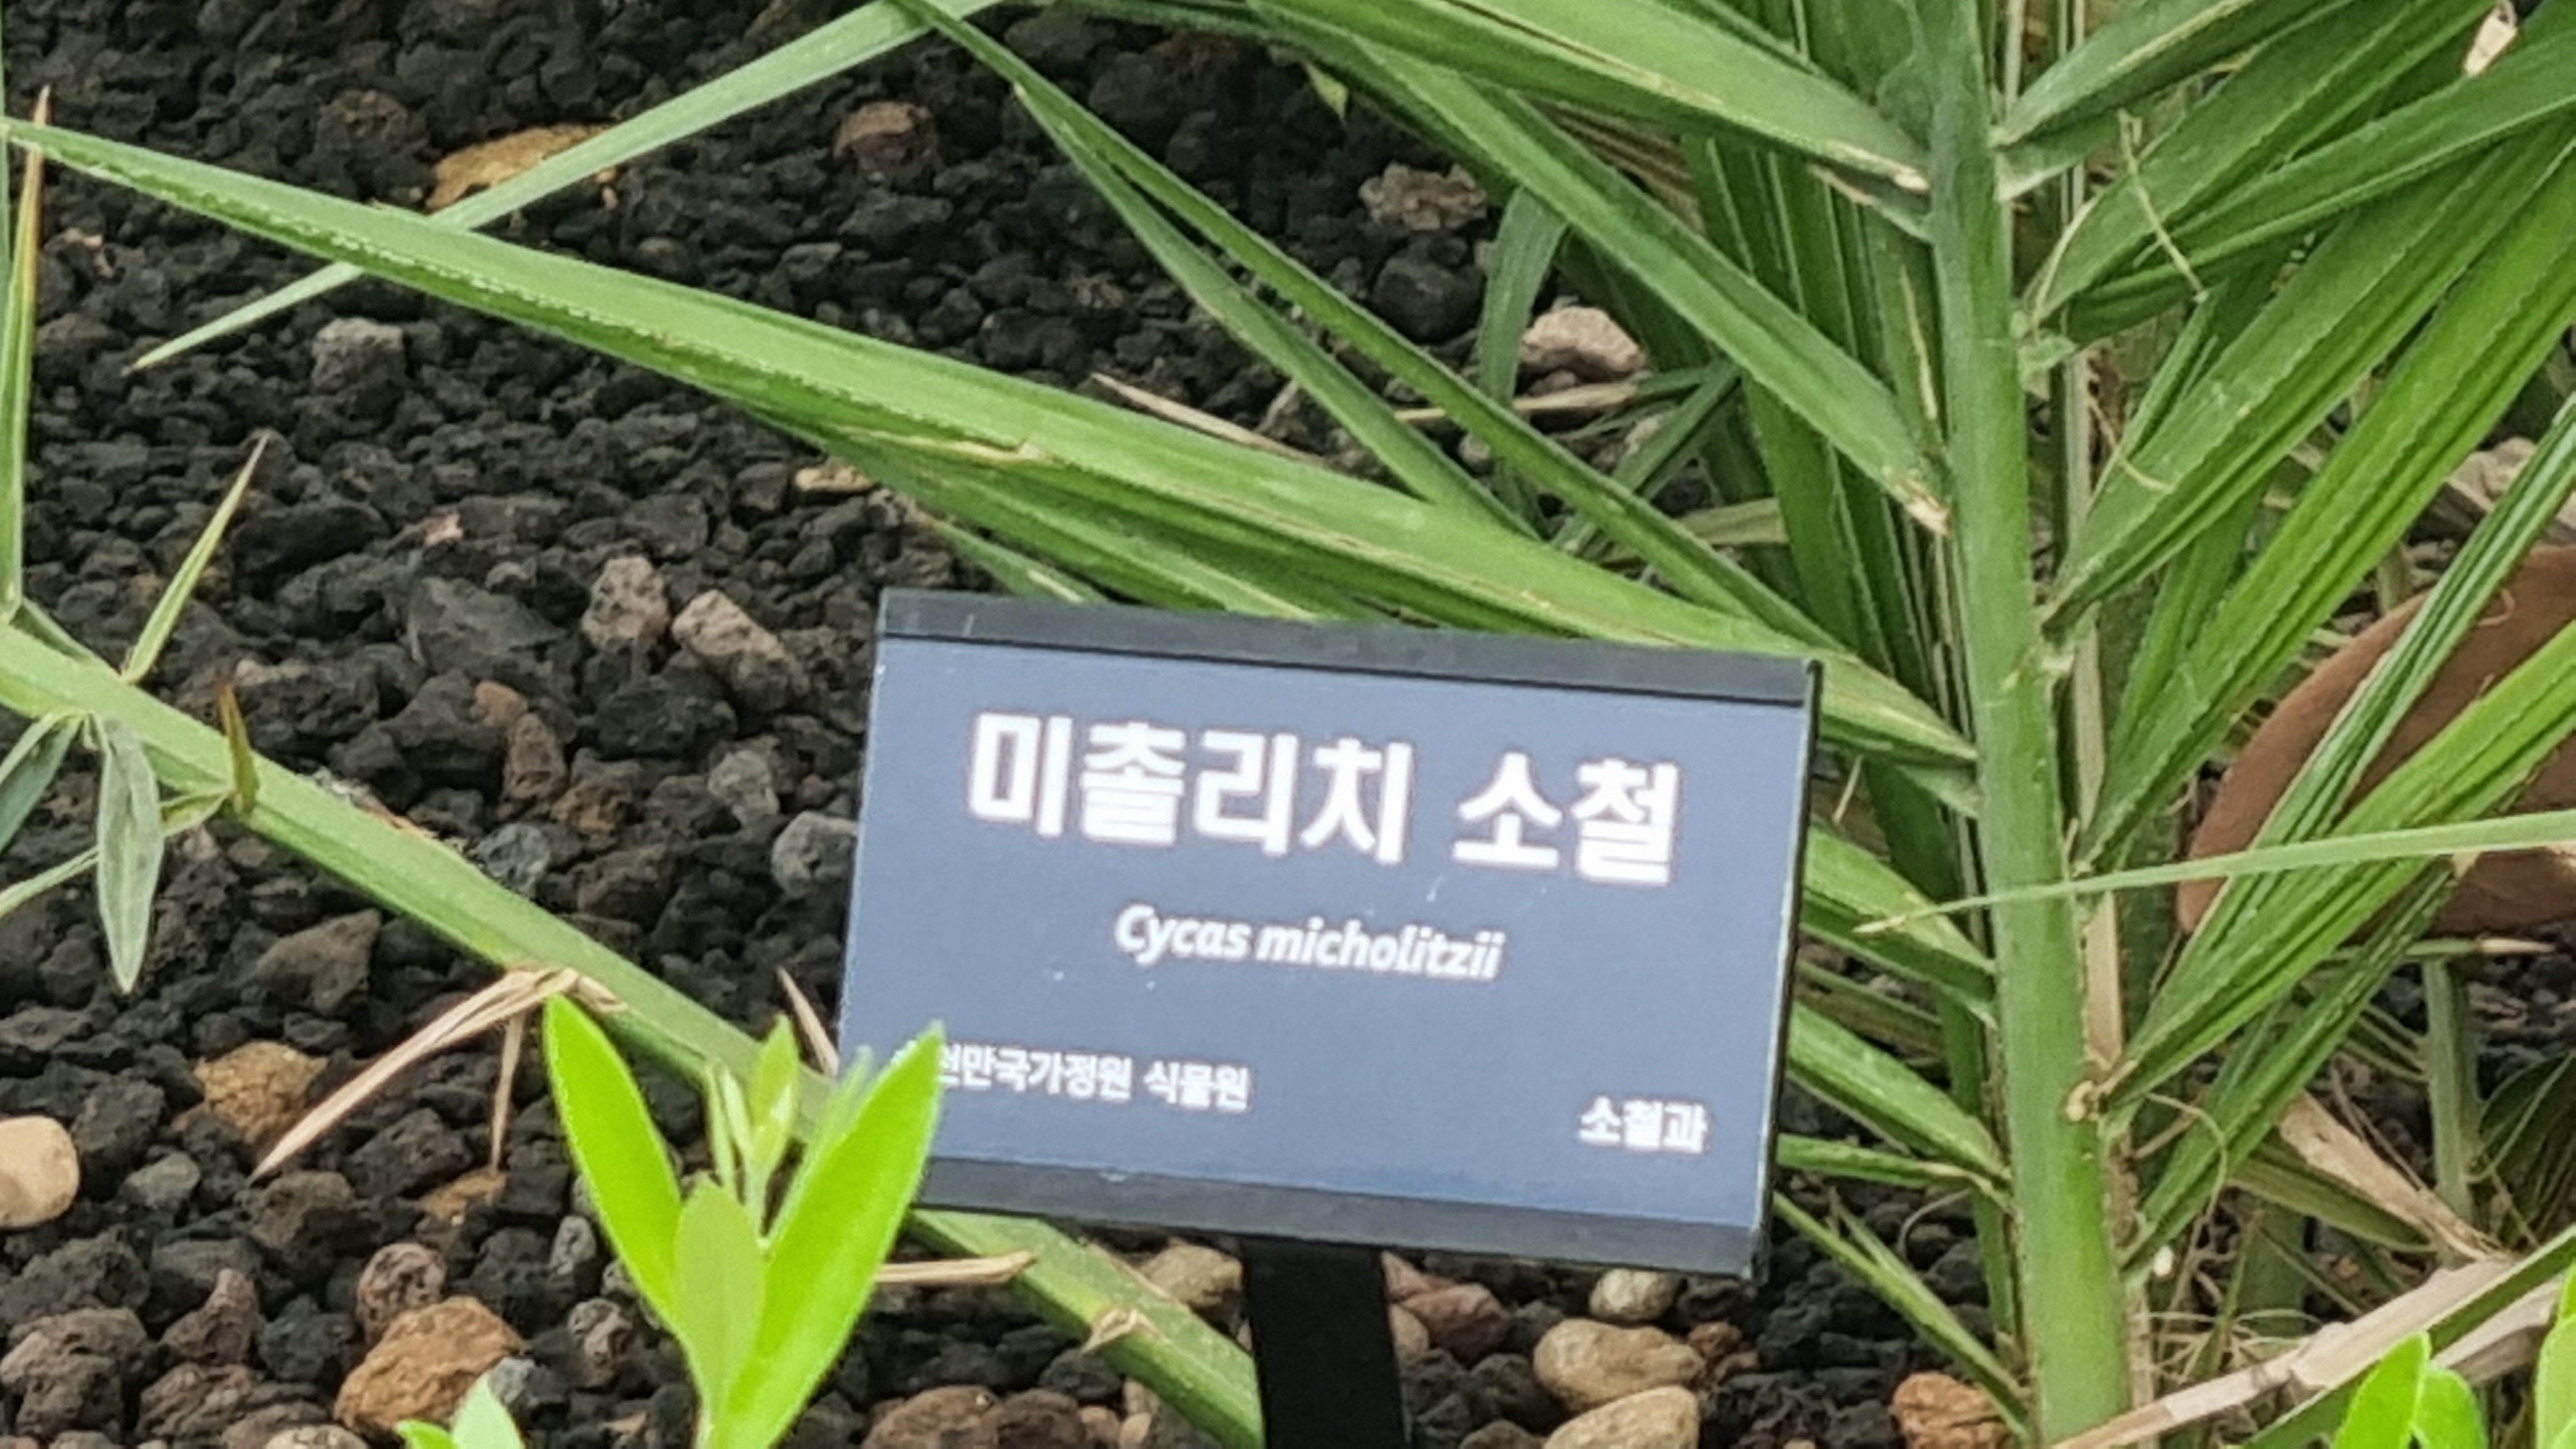 미촐리치 소철
Cycas micholitzii
천만국가정원 식물원
소철과